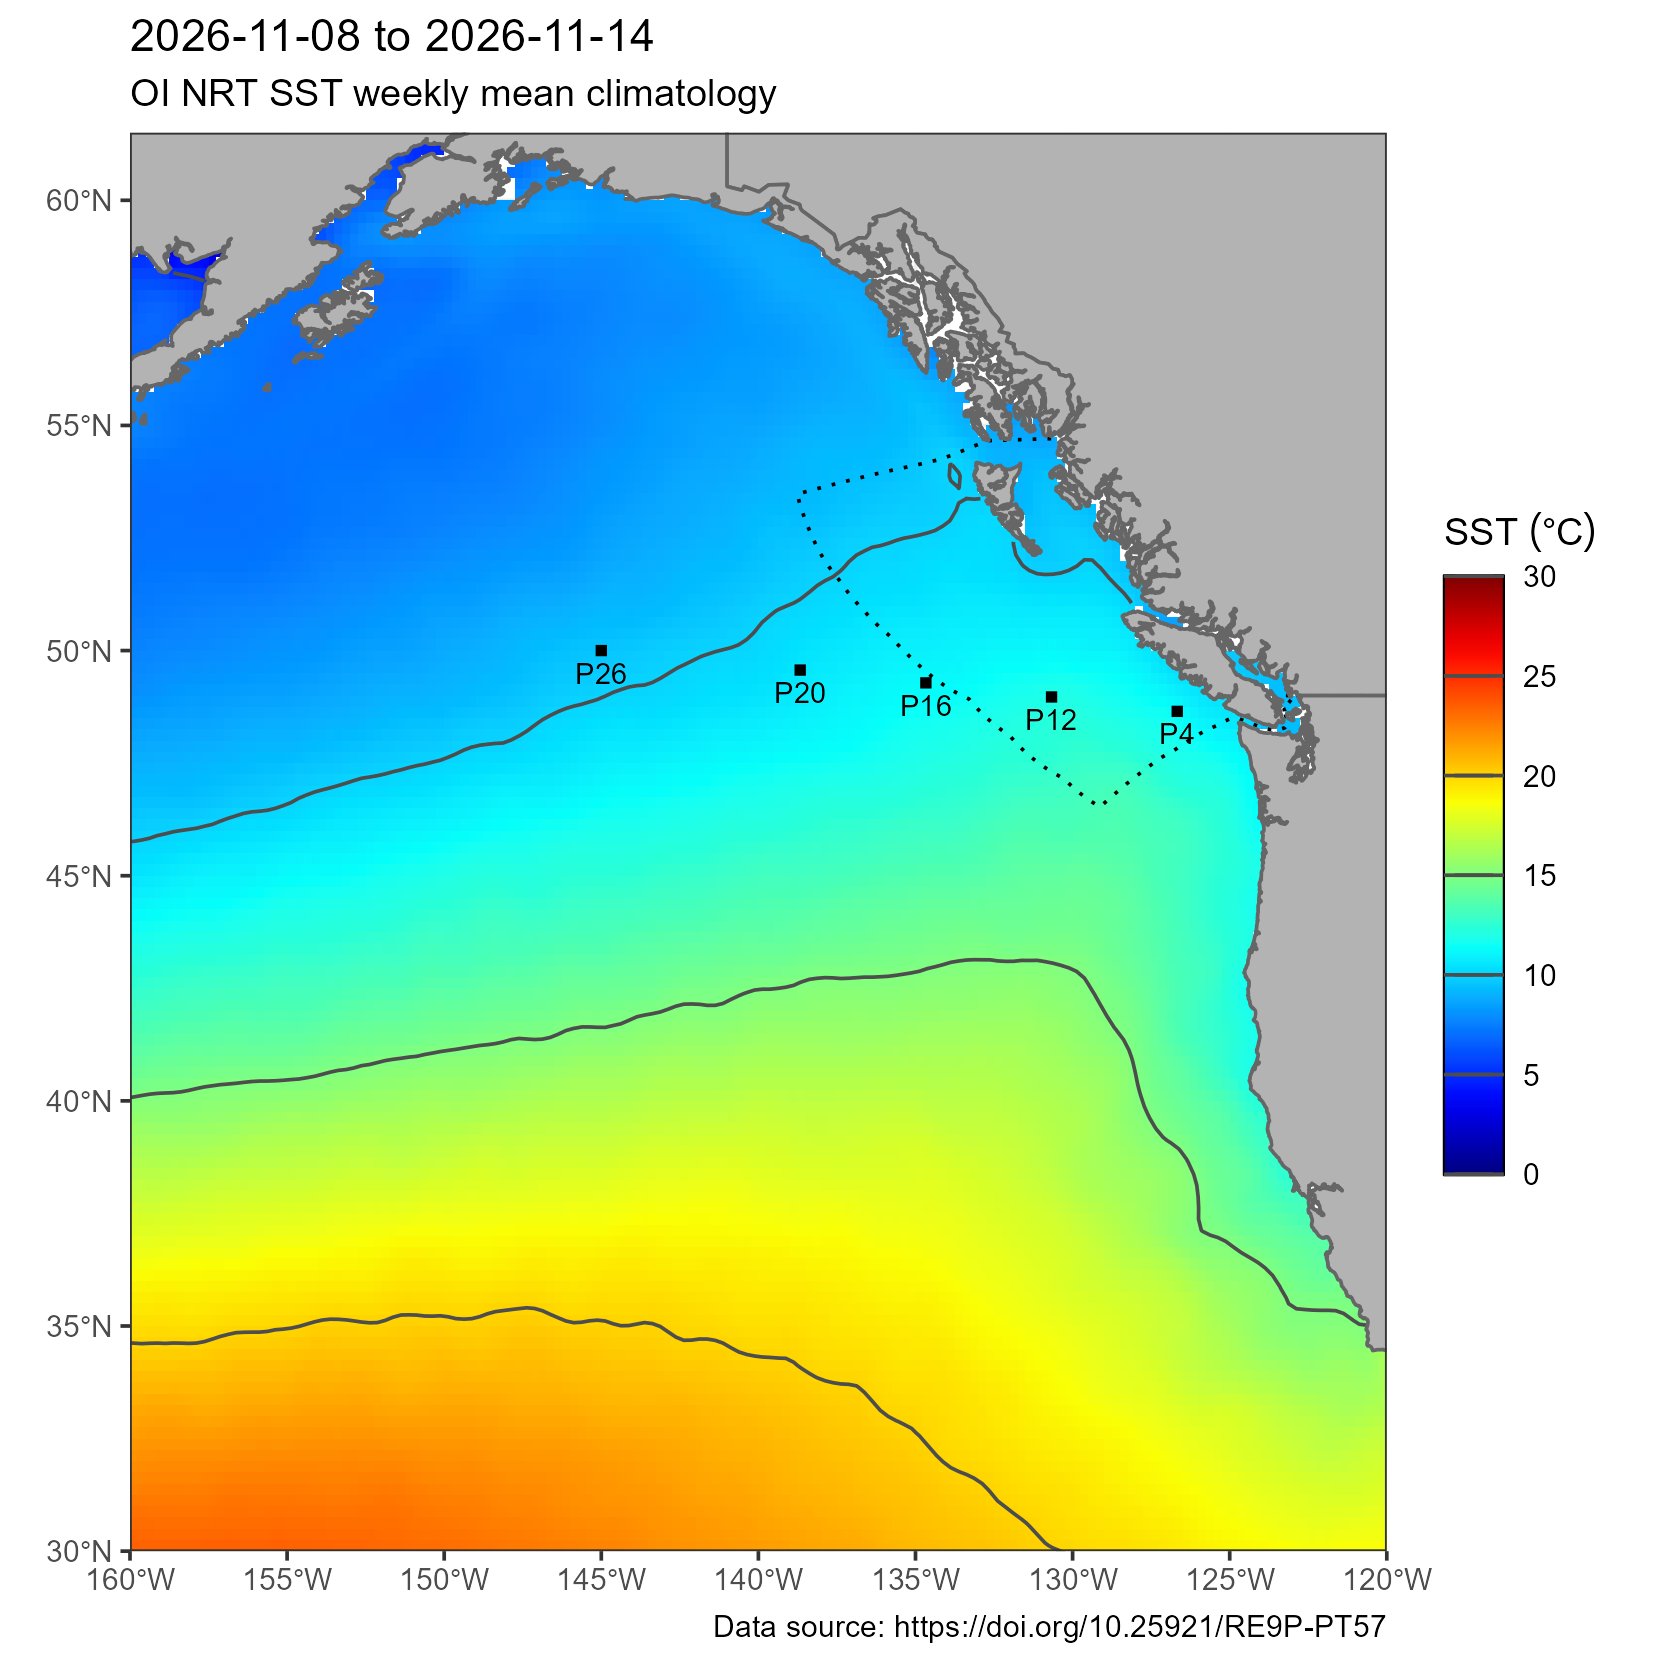 2026-11-08 to 2026-11-14
OI NRT SST weekly mean climatology
60°N
55°N
50°N
45°N
40°N
35°N
30°N
P26
P20
P16
P12
P4
SST (°C)
30
25
20
15
10
5
0
160°W 155°W 150°W 145°W 140°W 135°W 130°W 125°W 120°W
Data source: https://doi.org/10.25921/RE9P-PT57